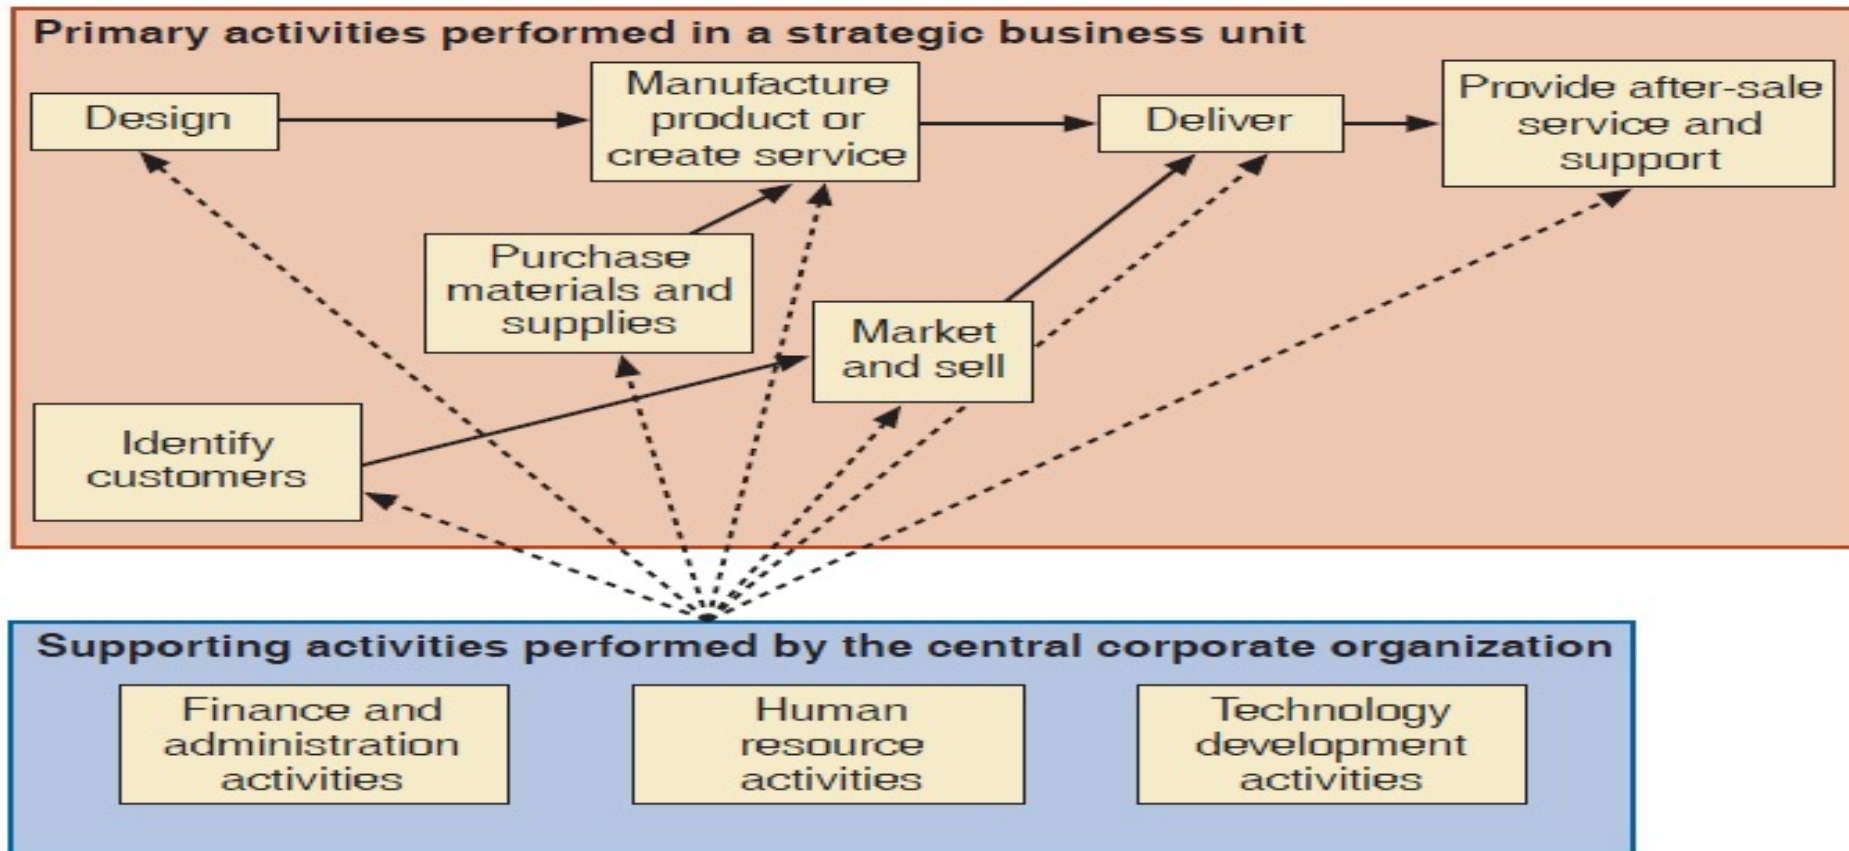 Primary activities performed in a strategic business unit
Design
Manufacture
product or
create service
Deliver
Provide after-sale
service and
support
Purchase
materials and
supplies
Market
and sell
Identify
customers
Supporting activities performed by the central corporate organization
Finance and
administration
activities
Human
resource
activities
Technology
development
activities